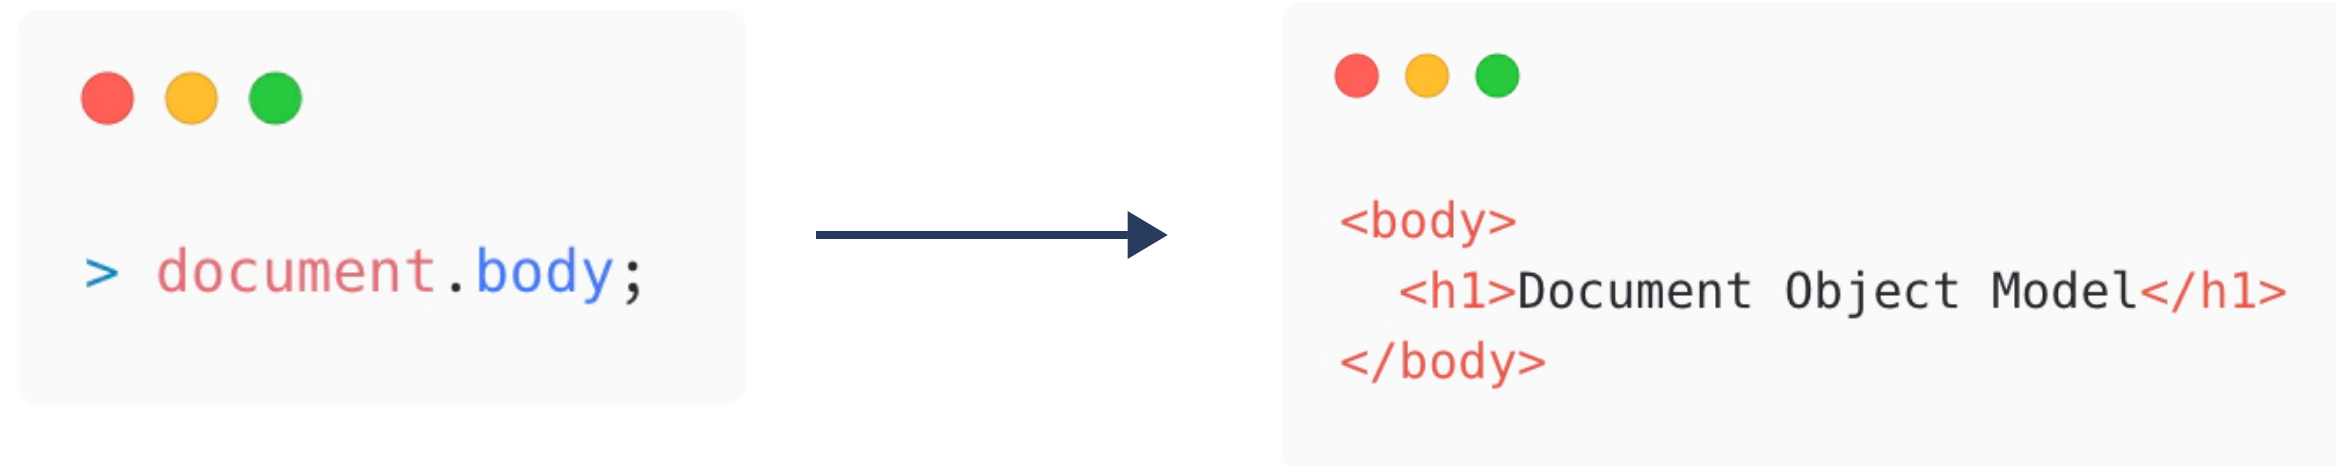 > document.body;
<body>
<h1>Document Object Model</h1>
</body>